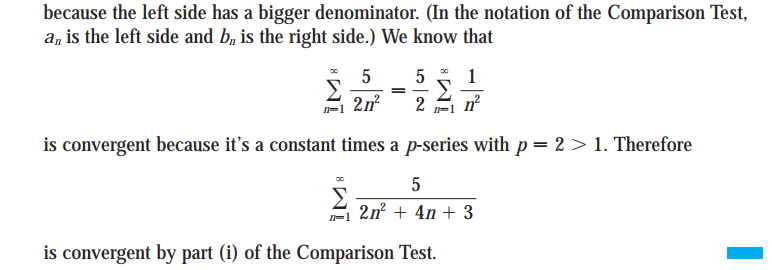 because the left side has a bigger denominator. (In the notation of the Comparison Test,
aₙ is the left side and bₙ is the right side.) We know that
∞ ∑ n=1 5/2n² = 5/2 ∞ ∑ n=1 1/n²
is convergent because it’s a constant times a p-series with p = 2 > 1. Therefore
∞ ∑ n=1 5/2n² + 4n + 3
is convergent by part (i) of the Comparison Test.